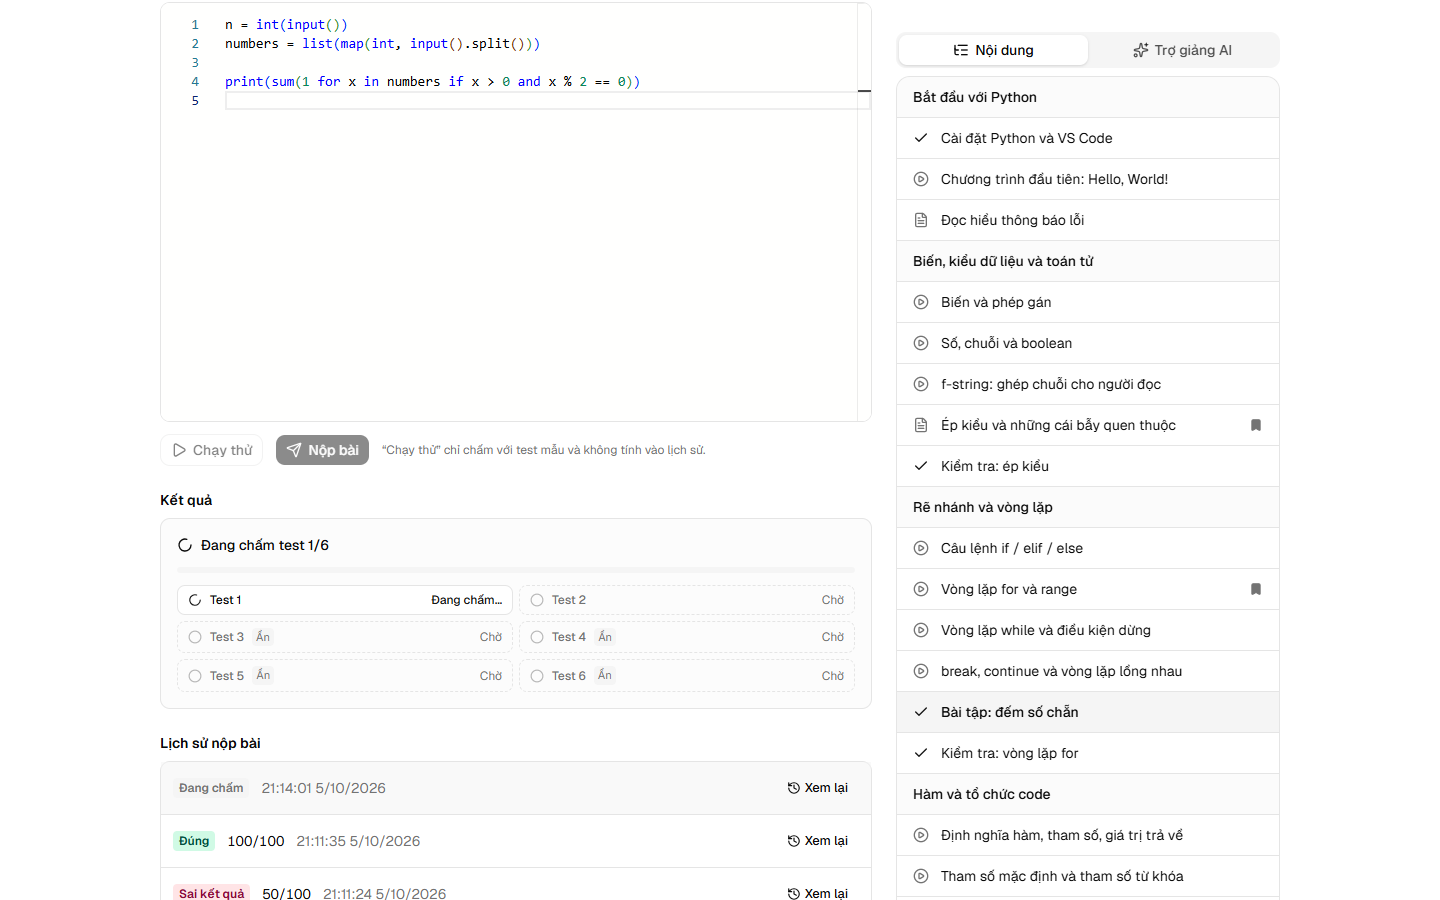 1 n = int(input())
2 numbers = list(map(int, input().split()))
3
4 print(sum(1 for x in numbers if x > 0 and x % 2 == 0))
5
Chạy thử
Nộp bài
“Chạy thử” chỉ chấm với test mẫu và không tính vào lịch sử.
Kết quả
Đang chấm test 1/6
Test 1 Đang chấm...
Test 2 Chờ
Test 3 Ẩn Chờ
Test 4 Ẩn Chờ
Test 5 Ẩn Chờ
Test 6 Ẩn Chờ
Lịch sử nộp bài
Đang chấm 21:14:01 5/10/2026 Xem lại
Đúng 100/100 21:11:35 5/10/2026 Xem lại
Sai kết quả 50/100 21:11:24 5/10/2026 Xem lại
Nội dung
Trợ giảng AI
Bắt đầu với Python
Cài đặt Python và VS Code
Chương trình đầu tiên: Hello, World!
Đọc hiểu thông báo lỗi
Biến, kiểu dữ liệu và toán tử
Biến và phép gán
Số, chuỗi và boolean
f-string: ghép chuỗi cho người đọc
Ép kiểu và những cái bẫy quen thuộc
Kiểm tra: ép kiểu
Rẽ nhánh và vòng lặp
Câu lệnh if / elif / else
Vòng lặp for và range
Vòng lặp while và điều kiện dừng
break, continue và vòng lặp lồng nhau
Bài tập: đếm số chẵn
Kiểm tra: vòng lặp for
Hàm và tổ chức code
Định nghĩa hàm, tham số, giá trị trả về
Tham số mặc định và tham số từ khóa